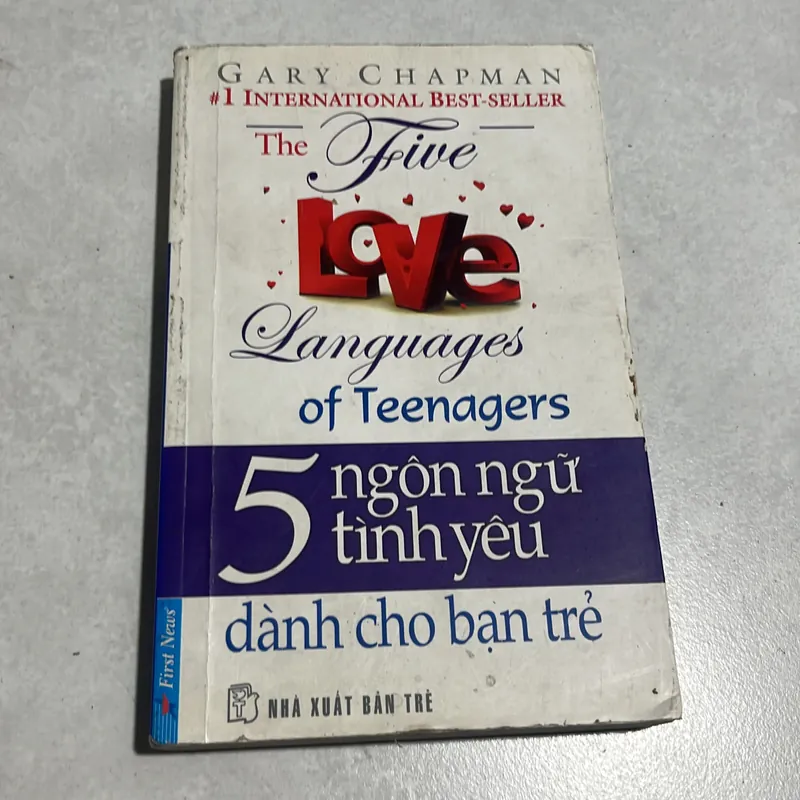 GARY CHAPMAN
#1 INTERNATIONAL BEST-SELLER
The Five
Love
Languages
of Teenagers
5 ngôn ngữ
tình yêu
dành cho bạn trẻ
First News
NHÀ XUẤT BẢN TRẺ